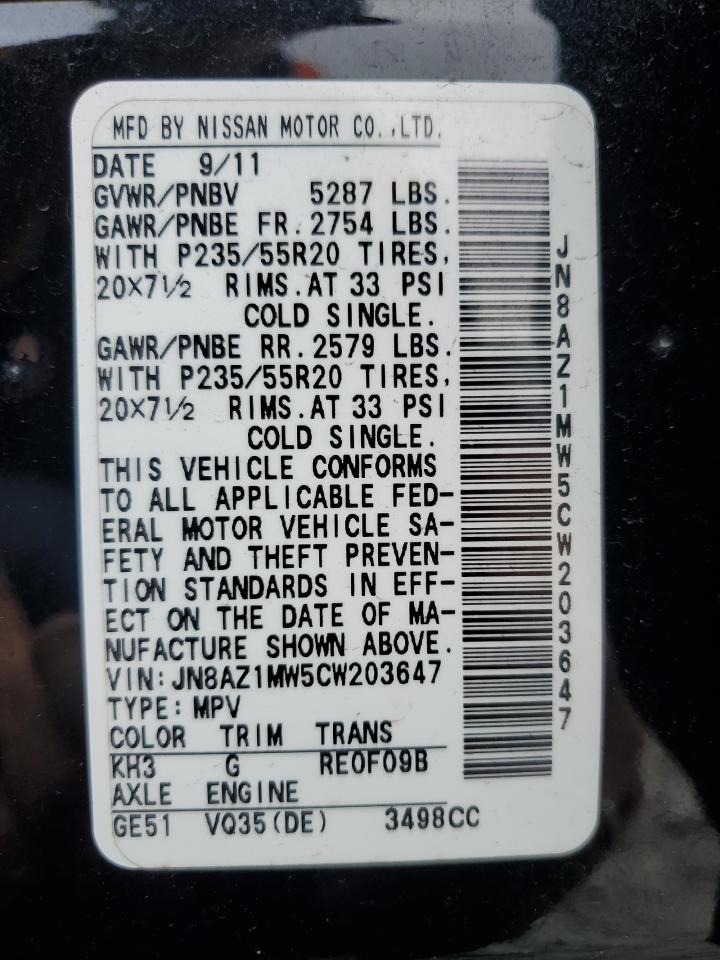 MFD BY NISSAN MOTOR CO.,LTD.
DATE 9/11
GVWR/PNBV 5287 LBS.
GAWR/PNBE FR.2754 LBS.
WITH P235/55R20 TIRES,
20X7½ RIMS.AT 33 PSI
COLD SINGLE.
GAWR/PNBE RR.2579 LBS.
WITH P235/55R20 TIRES,
20X7½ RIMS.AT 33 PSI
COLD SINGLE.
THIS VEHICLE CONFORMS
TO ALL APPLICABLE FED-
ERAL MOTOR VEHICLE SA-
FETY AND THEFT PREVEN-
TION STANDARDS IN EFF-
ECT ON THE DATE OF MA-
NUFACTURE SHOWN ABOVE.
VIN:JN8AZ1MW5CW203647
TYPE:MPV
COLOR TRIM TRANS
KH3 G RE0F09B
AXLE ENGINE
GE51 VQ35(DE) 3498CC
JN8AZ1MW5CW203647